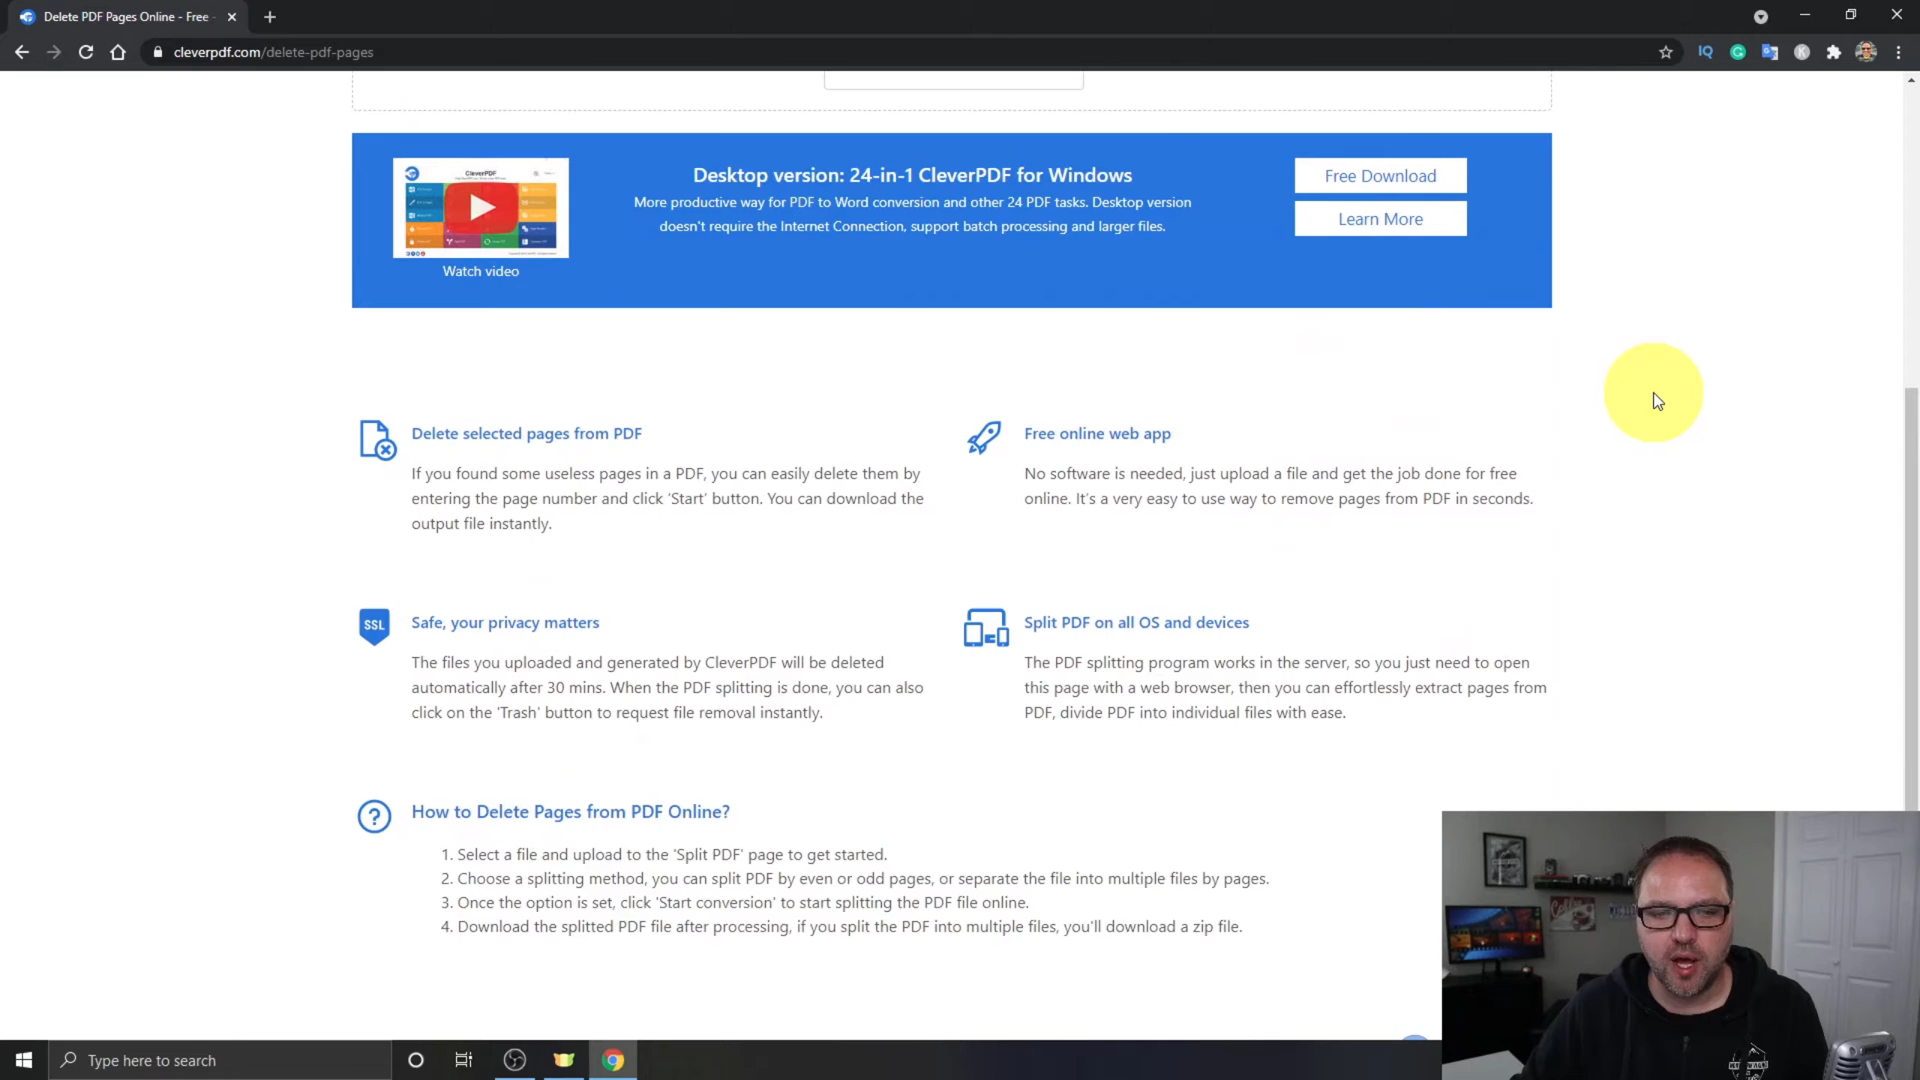 Delete PDF Pages Online - Free -
cleverpdf.com/delete-pdf-pages
IQ
CleverPDF
Desktop version: 24-in-1 CleverPDF for Windows
More productive way for PDF to Word conversion and other 24 PDF tasks. Desktop version
doesn't require the Internet Connection, support batch processing and larger files.
Free Download
Learn More
Watch video
Delete selected pages from PDF
If you found some useless pages in a PDF, you can easily delete them by
entering the page number and click 'Start' button. You can download the
output file instantly.
Free online web app
No software is needed, just upload a file and get the job done for free
online. It's a very easy to use way to remove pages from PDF in seconds.
SSL
Safe, your privacy matters
The files you uploaded and generated by CleverPDF will be deleted
automatically after 30 mins. When the PDF splitting is done, you can also
click on the 'Trash' button to request file removal instantly.
Split PDF on all OS and devices
The PDF splitting program works in the server, so you just need to open
this page with a web browser, then you can effortlessly extract pages from
PDF, divide PDF into individual files with ease.
How to Delete Pages from PDF Online?
1. Select a file and upload to the 'Split PDF' page to get started.
2. Choose a splitting method, you can split PDF by even or odd pages, or separate the file into multiple files by pages.
3. Once the option is set, click 'Start conversion' to start splitting the PDF file online.
4. Download the splitted PDF file after processing, if you split the PDF into multiple files, you'll download a zip file.
Coffee
Type here to search